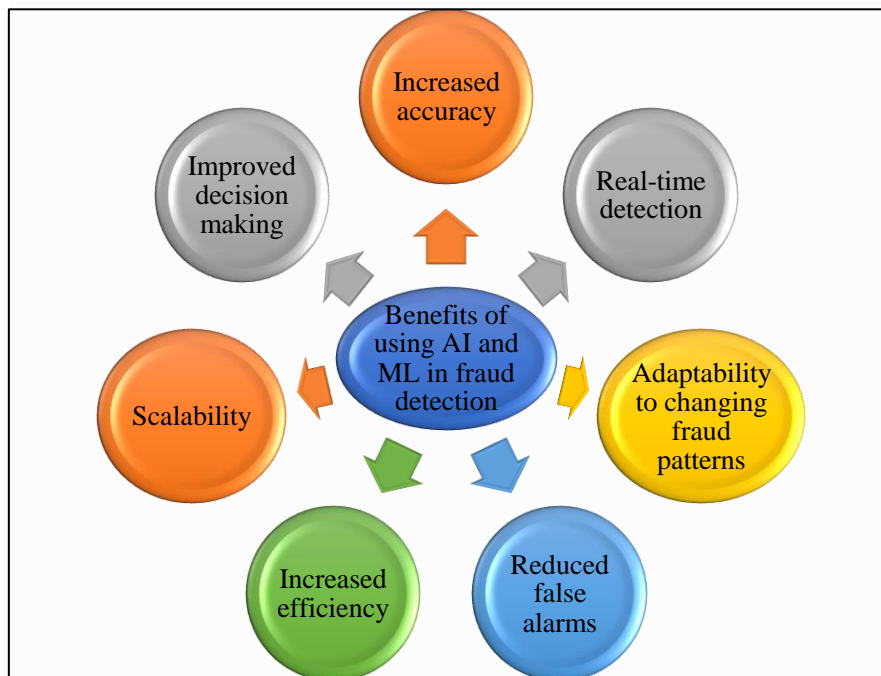 Increased
accuracy
Improved
decision
making
Real-time
detection
Benefits of
using AI and
ML in fraud
detection
Scalability
Adaptability
to changing
fraud
patterns
Increased
efficiency
Reduced
false
alarms